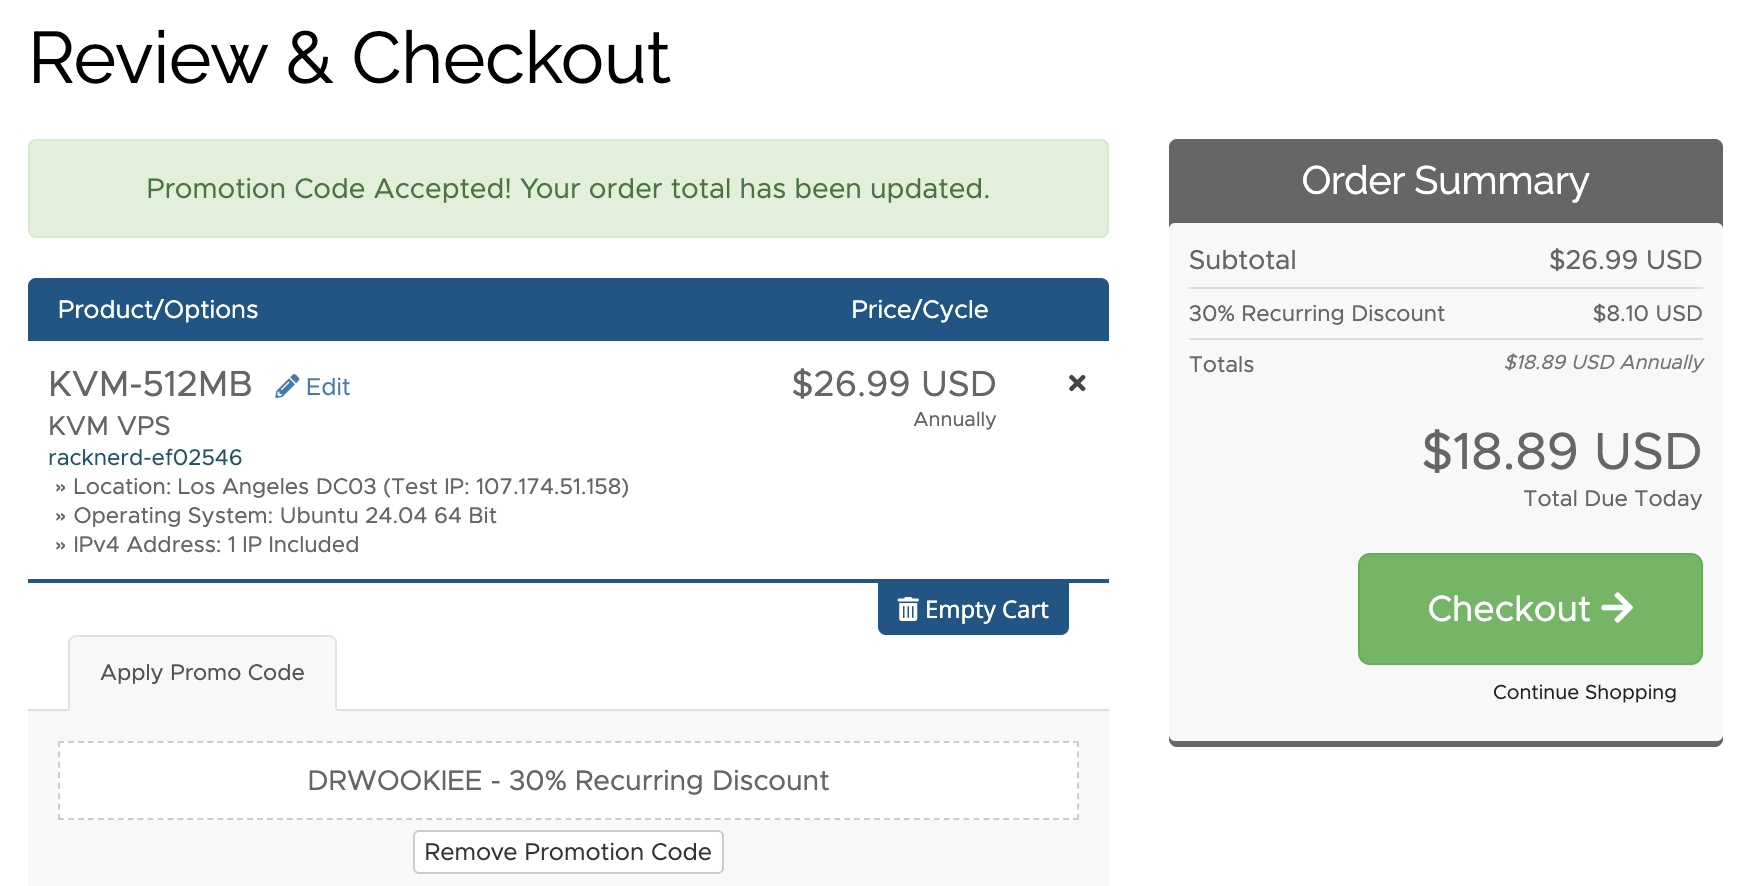 Review & Checkout
Promotion Code Accepted! Your order total has been updated.
Product/Options Price/Cycle
KVM-512MB Edit $26.99 USD
Annually
KVM VPS
racknerd-ef02546
» Location: Los Angeles DC03 (Test IP: 107.174.51.158)
» Operating System: Ubuntu 24.04 64 Bit
» IPv4 Address: 1 IP Included
Empty Cart
Apply Promo Code
DRWOOKIEE - 30% Recurring Discount
Remove Promotion Code
Order Summary
Subtotal $26.99 USD
30% Recurring Discount $8.10 USD
Totals $18.89 USD Annually
$18.89 USD
Total Due Today
Checkout
Continue Shopping